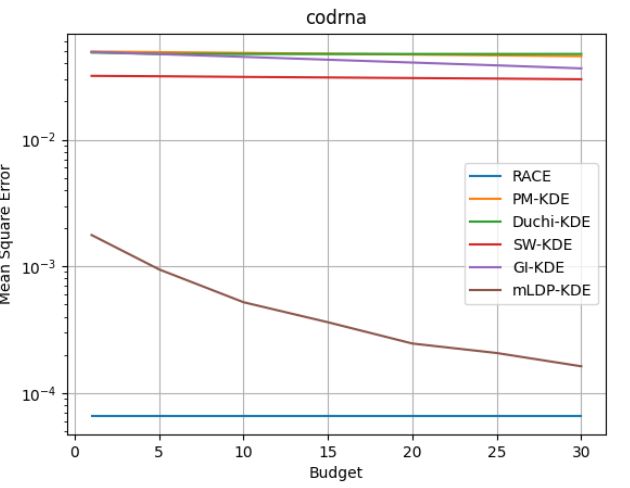 codrna
Mean Square Error
10⁻²
10⁻³
10⁻⁴
RACE
PM-KDE
Duchi-KDE
SW-KDE
GI-KDE
mLDP-KDE
0 5 10 15 20 25 30
Budget